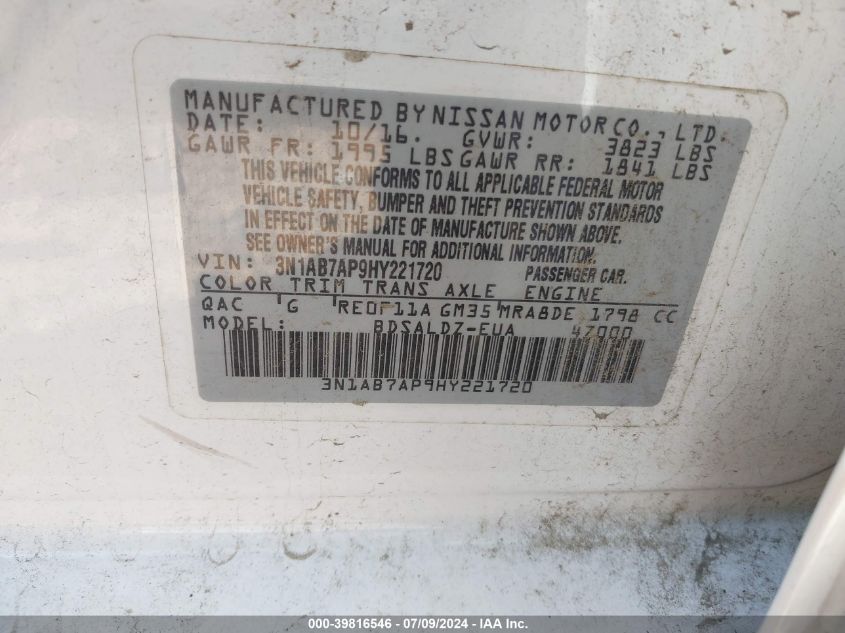 MANUFACTURED BY NISSAN MOTOR CO., LTD.
DATE: 10/16. GVWR: 3823 LBS
GAWR FR: 1995 LBS GAWR RR: 1841 LBS
THIS VEHICLE CONFORMS TO ALL APPLICABLE FEDERAL MOTOR
VEHICLE SAFETY, BUMPER AND THEFT PREVENTION STANDARDS
IN EFFECT ON THE DATE OF MANUFACTURE SHOWN ABOVE.
SEE OWNER'S MANUAL FOR ADDITIONAL INFORMATION.
VIN: 3N1AB7AP9HY221720 PASSENGER CAR.
COLOR TRIM TRANS AXLE ENGINE
QAC G RE0F11A GM35 MRA8DE 1798 CC
MODEL: BDSALDZ-EUA 4Z000
3N1AB7AP9HY221720
000-39816546 / 07/09/2024 - IAAI.com